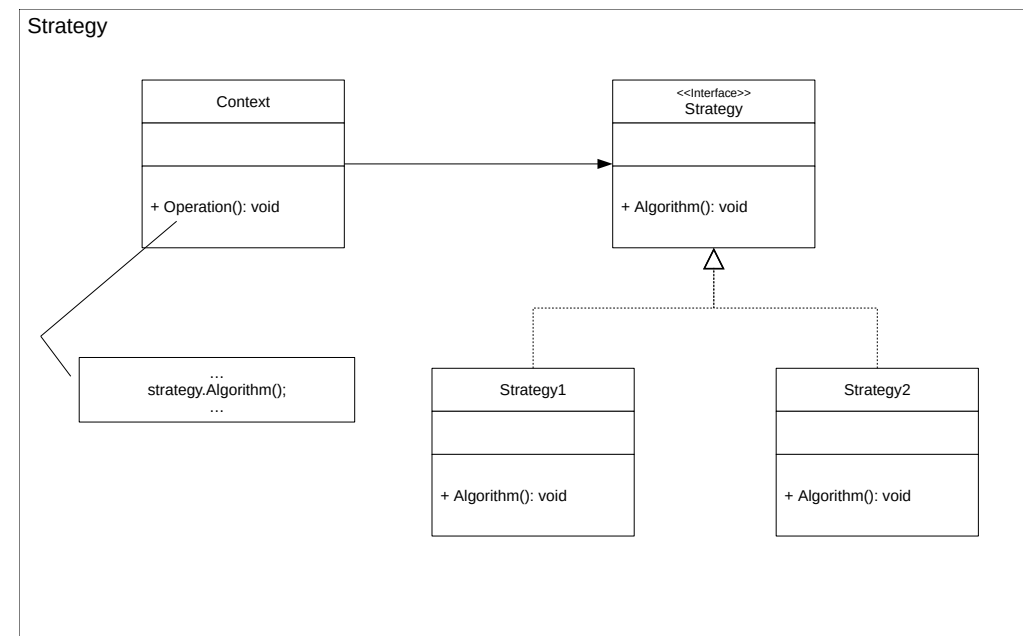 Strategy
Context
<<Interface>>
Strategy
+ Operation(): void
+ Algorithm(): void
...
strategy.Algorithm();
...
Strategy1
Strategy2
+ Algorithm(): void
+ Algorithm(): void